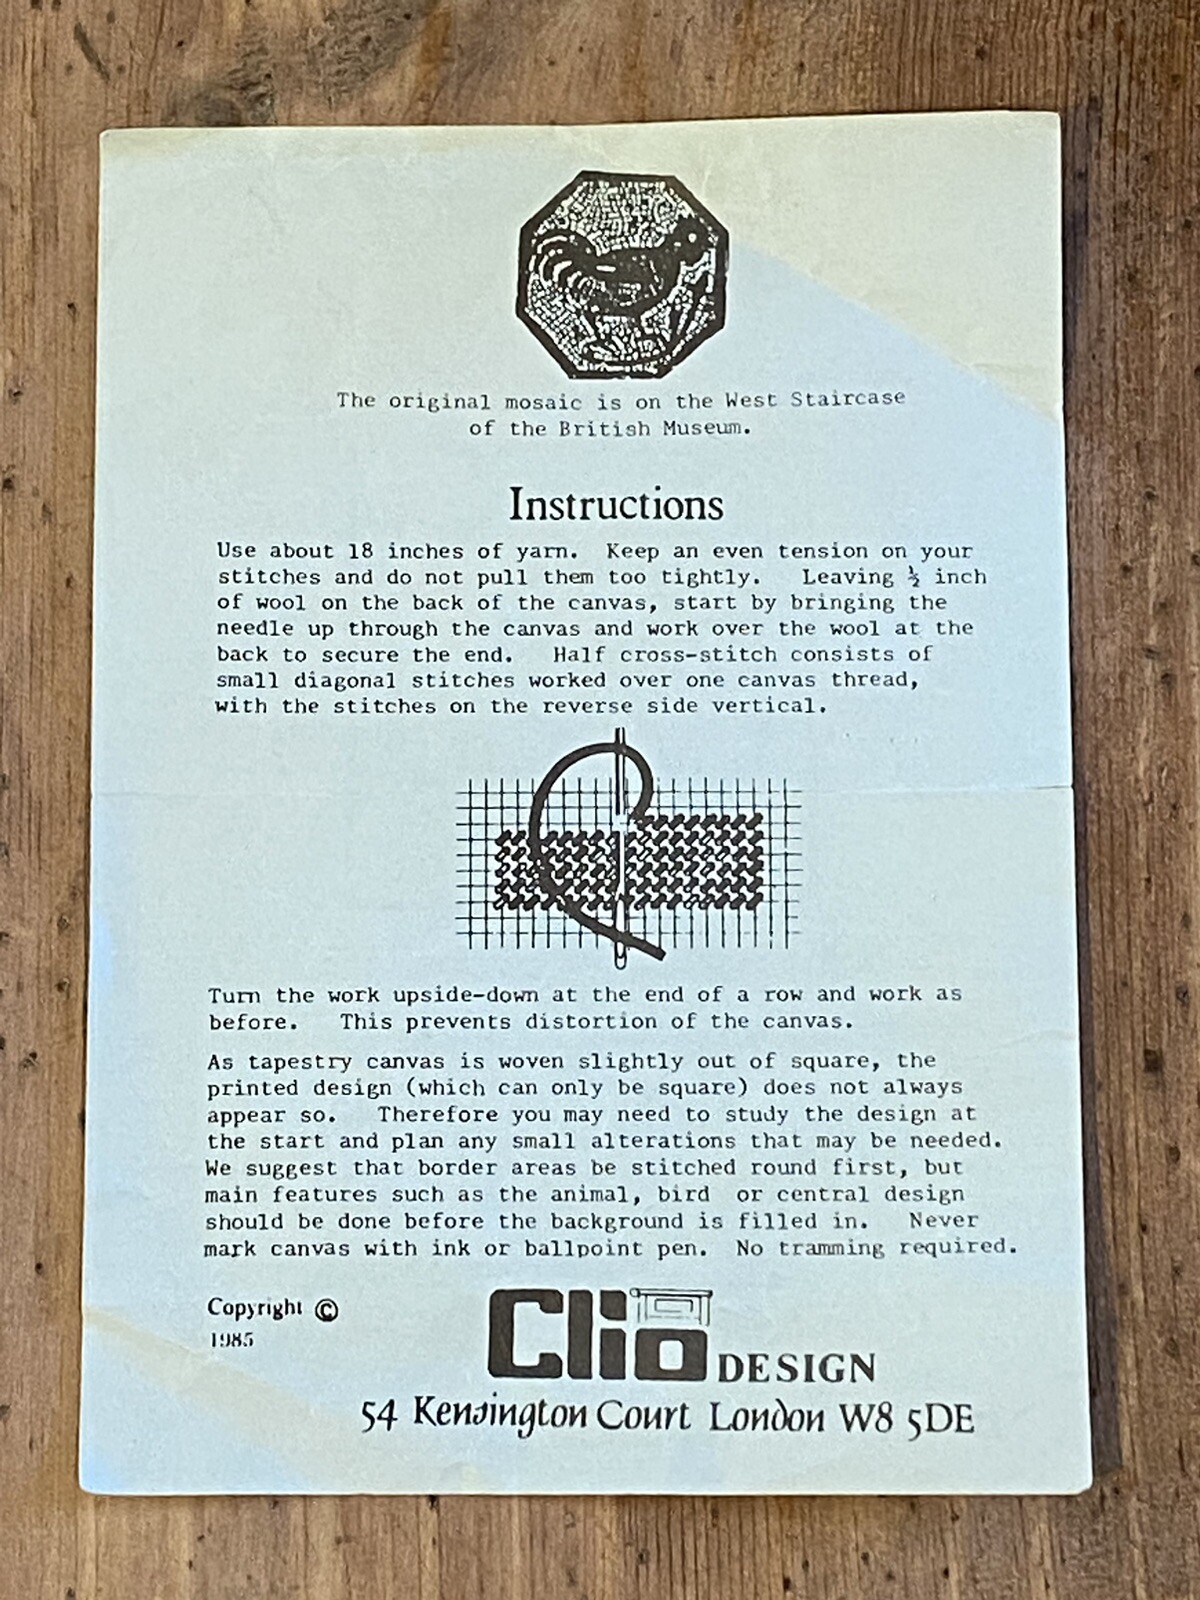 The original mosaic is on the West Staircase
of the British Museum.
Instructions
Use about 18 inches of yarn. Keep an even tension on your
stitches and do not pull them too tightly. Leaving ½ inch
of wool on the back of the canvas, start by bringing the
needle up through the canvas and work over the wool at the
back to secure the end. Half cross-stitch consists of
small diagonal stitches worked over one canvas thread,
with the stitches on the reverse side vertical.
Turn the work upside-down at the end of a row and work as
before. This prevents distortion of the canvas.
As tapestry canvas is woven slightly out of square, the
printed design (which can only be square) does not always
appear so. Therefore you may need to study the design at
the start and plan any small alterations that may be needed.
We suggest that border areas be stitched round first, but
main features such as the animal, bird or central design
should be done before the background is filled in. Never
mark canvas with ink or ballpoint pen. No tramming required.
Copyright ©
1985
Clio DESIGN
54 Kensington Court London W8 5DE